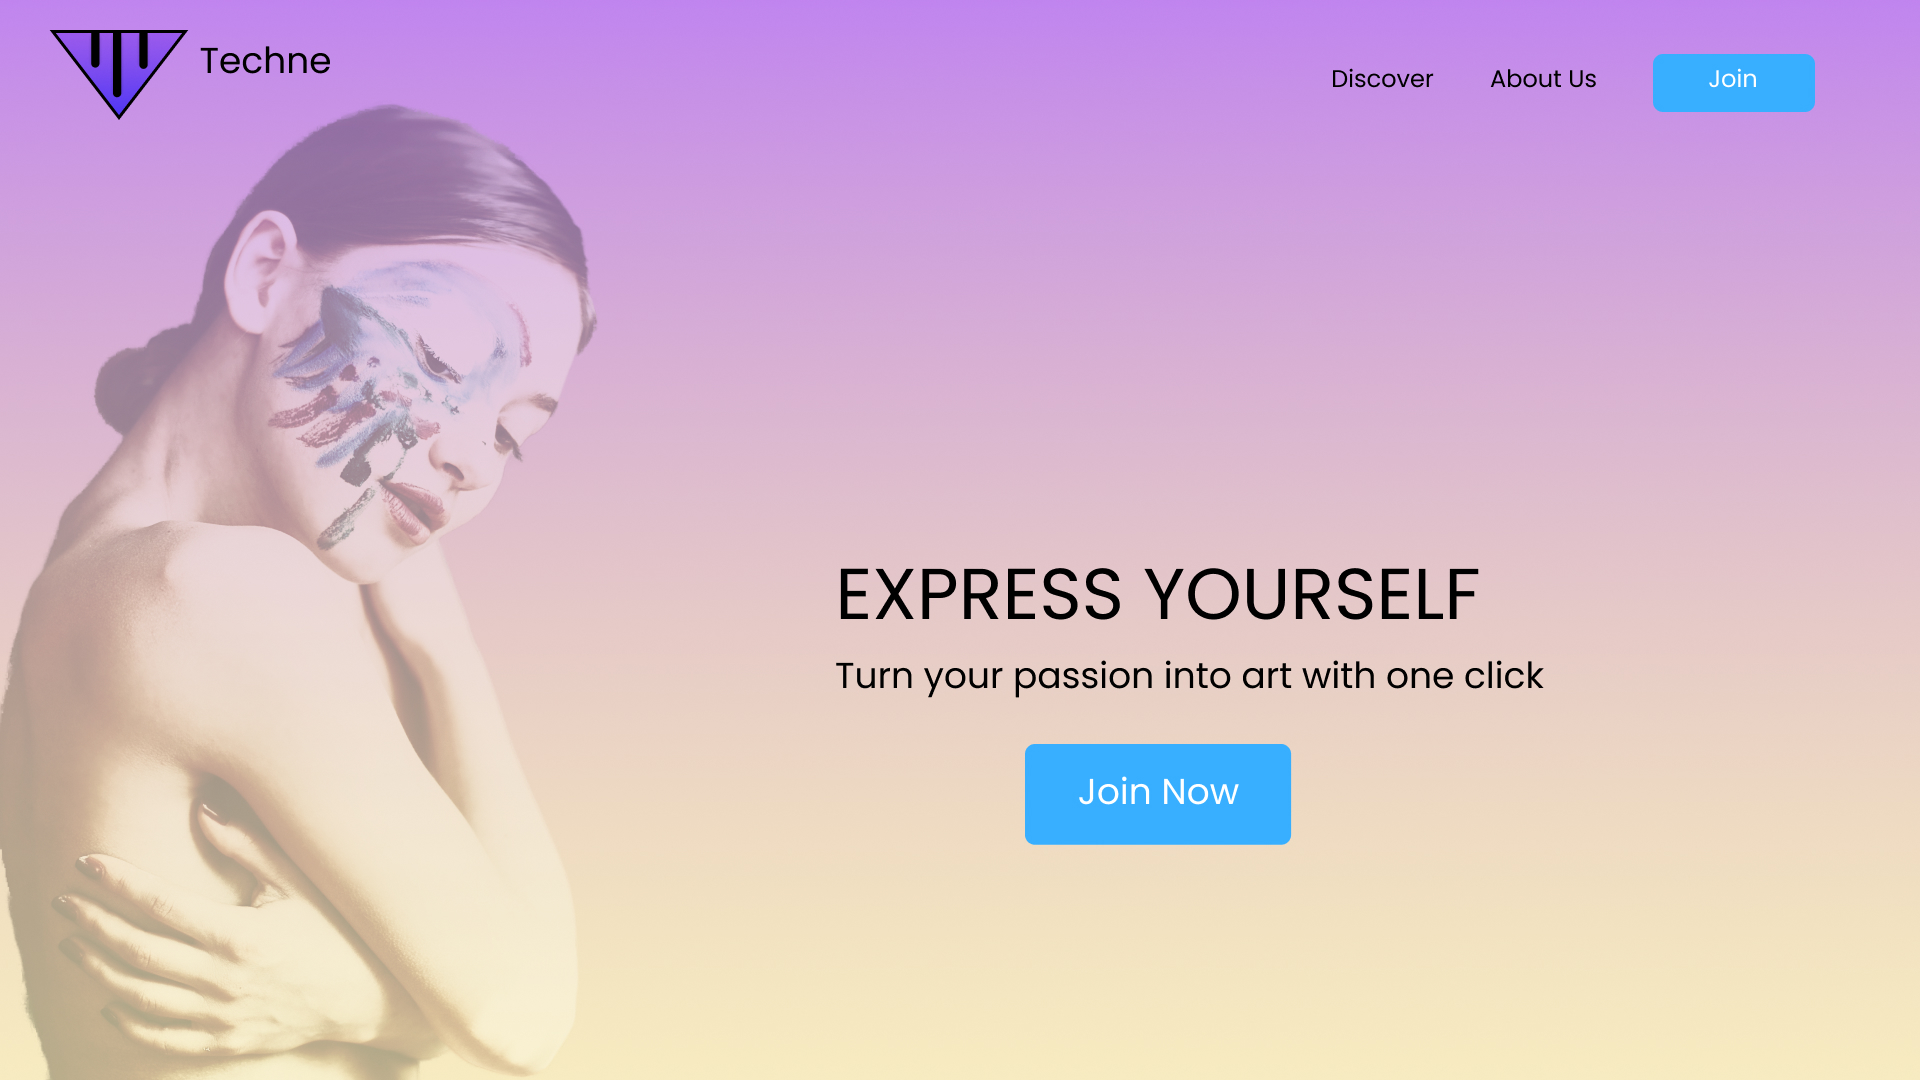 Techne
Discover
About Us
Join
EXPRESS YOURSELF
Turn your passion into art with one click
Join Now